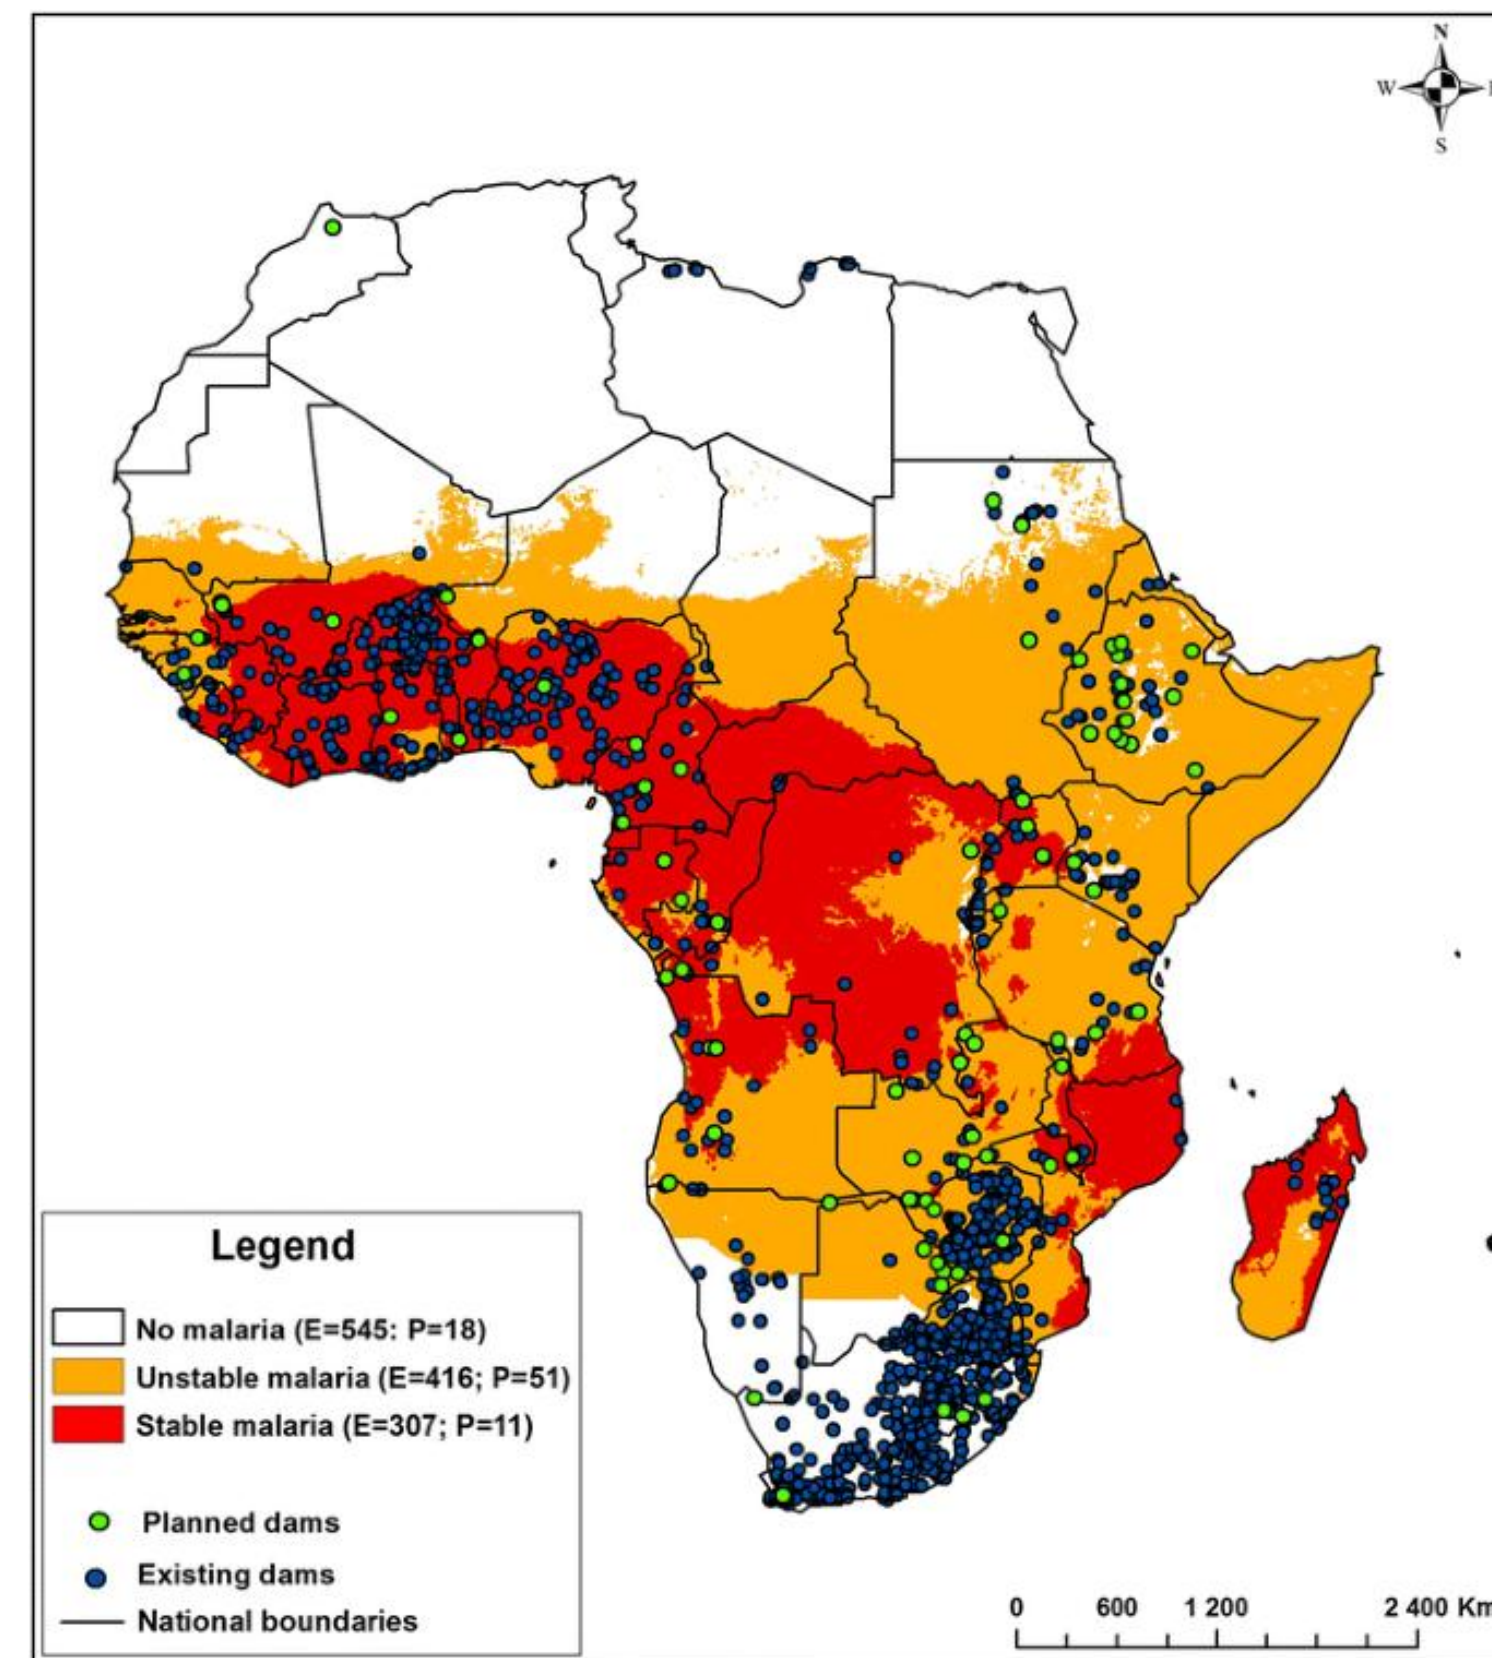 N
W
S
Legend
No malaria (E=545: P=18)
Unstable malaria (E=416; P=51)
Stable malaria (E=307; P=11)
Planned dams
Existing dams
National boundaries
0 600 1 200 2 400 Km